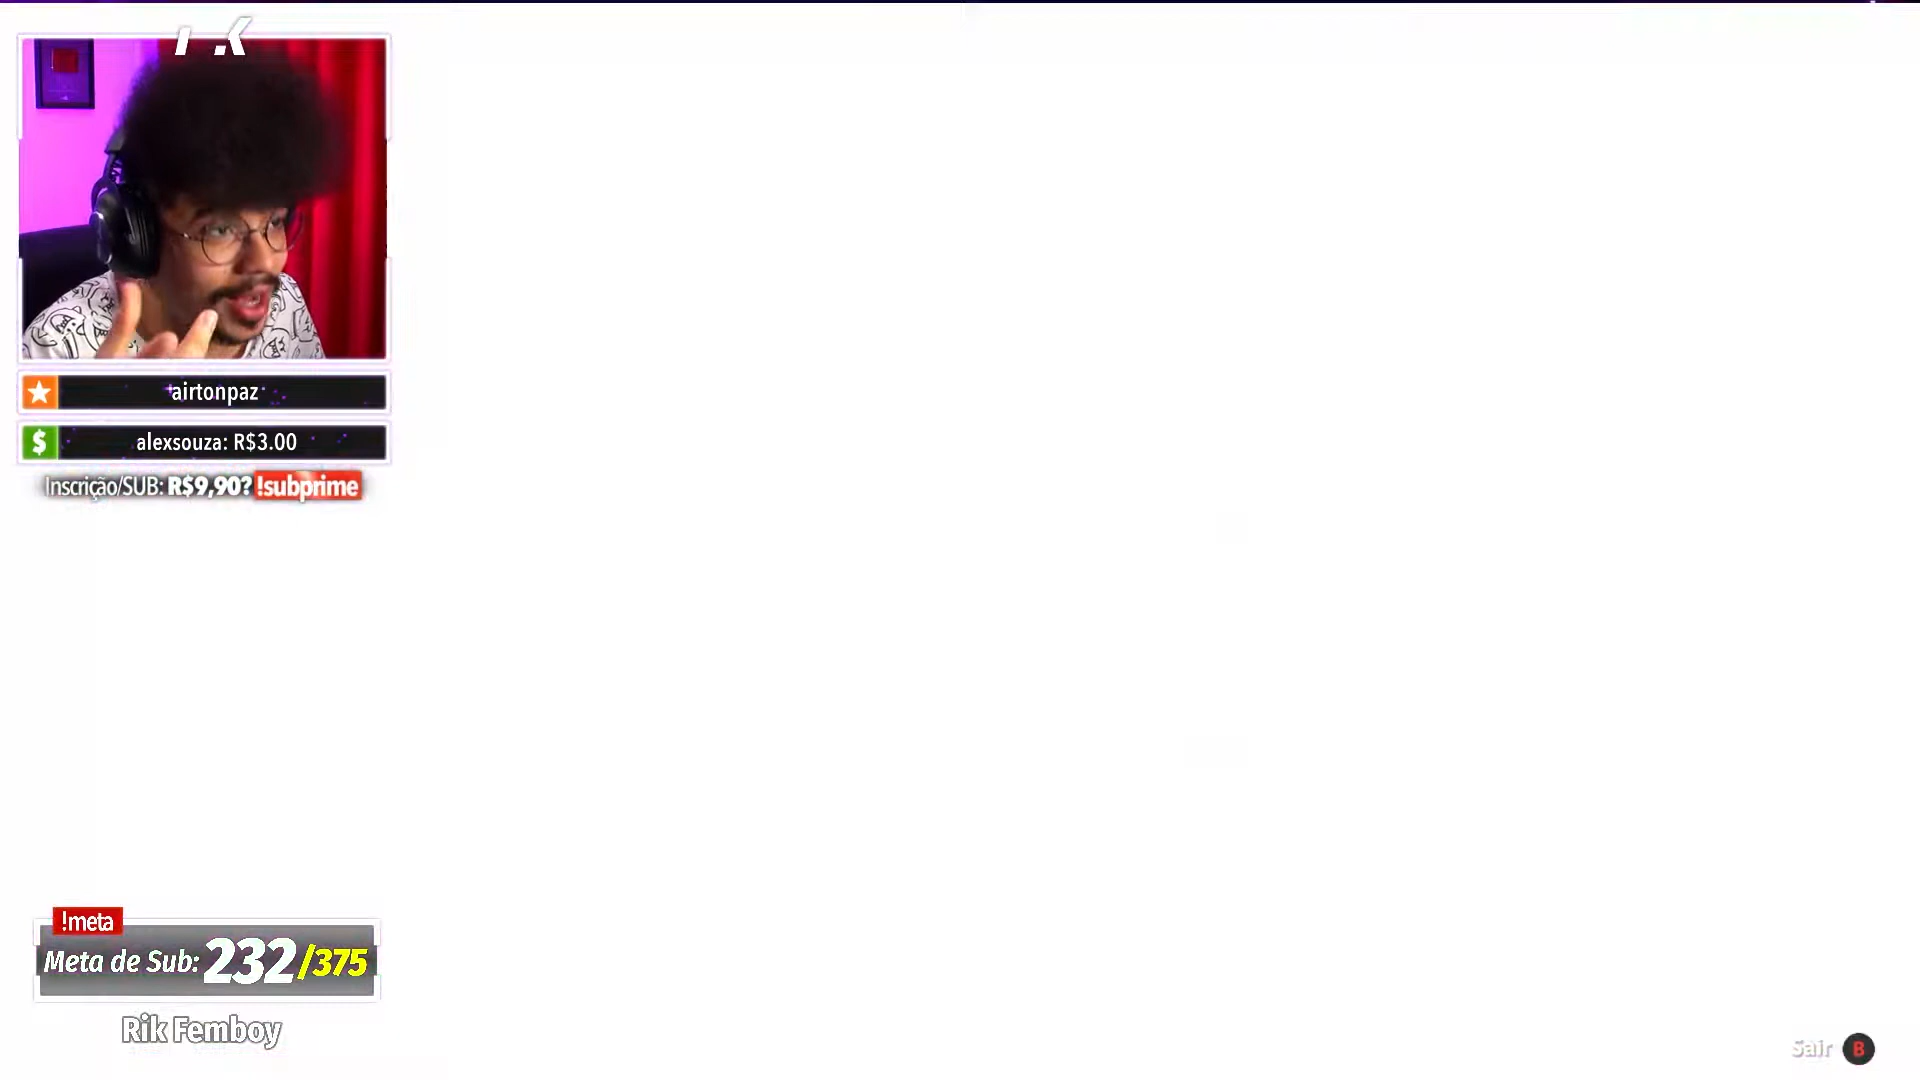 airtonpaz
$ alexsouza: R$3.00
Inscrição/SUB: R$9,90? !subprime
!meta
Meta de Sub: 232/375
Rik Femboy
Sair B